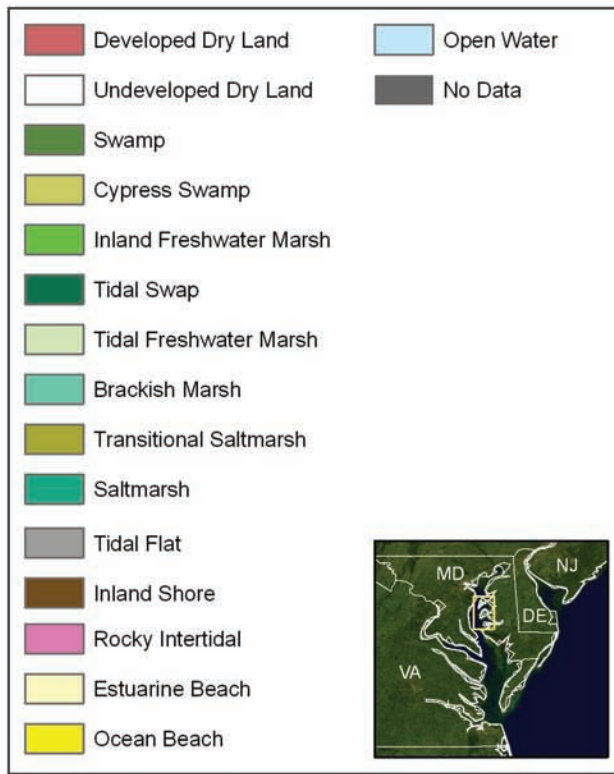 Developed Dry Land
Undeveloped Dry Land
Swamp
Cypress Swamp
Inland Freshwater Marsh
Tidal Swap
Tidal Freshwater Marsh
Brackish Marsh
Transitional Saltmarsh
Saltmarsh
Tidal Flat
Inland Shore
Rocky Intertidal
Estuarine Beach
Ocean Beach
Open Water
No Data
MD
NJ
DE
VA